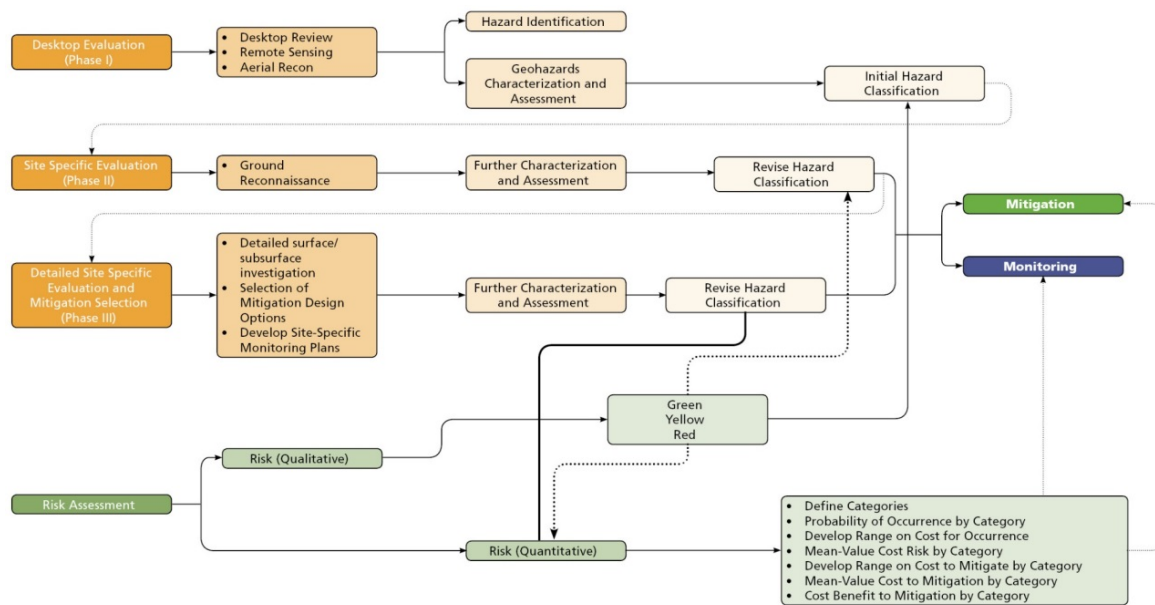 Desktop Evaluation
(Phase I)
• Desktop Review
• Remote Sensing
• Aerial Recon
Hazard Identification
Geohazards
Characterization and
Assessment
Initial Hazard
Classification
Site Specific Evaluation
(Phase II)
• Ground
Reconnaissance
Further Characterization
and Assessment
Revise Hazard
Classification
Mitigation
Monitoring
Detailed Site Specific
Evaluation and
Mitigation Selection
(Phase III)
• Detailed surface/
subsurface
investigation
• Selection of
Mitigation Design
Options
• Develop Site-Specific
Monitoring Plans
Further Characterization
and Assessment
Revise Hazard
Classification
Green
Yellow
Red
Risk (Qualitative)
Risk Assessment
Risk (Quantitative)
• Define Categories
• Probability of Occurrence by Category
• Develop Range on Cost for Occurrence
• Mean-Value Cost Risk by Category
• Develop Range on Cost to Mitigate by Category
• Mean-Value Cost to Mitigation by Category
• Cost Benefit to Mitigation by Category